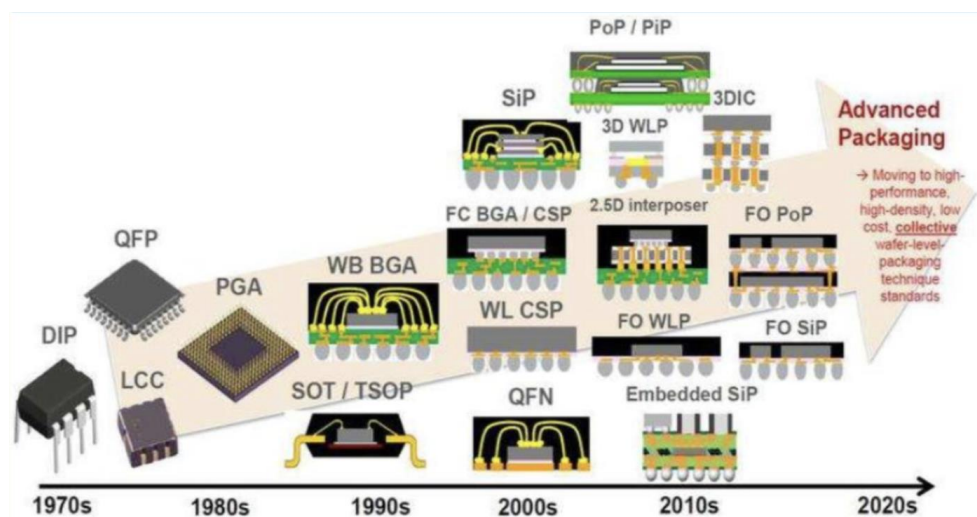 PoP / PiP
SiP
3D WLP
3DIC
Advanced
Packaging
→ Moving to high-
performance,
high-density, low
cost, collective
wafer-level-
packaging
technique
standards
QFP
PGA
WB BGA
FC BGA / CSP
2.5D interposer
FO PoP
DIP
LCC
WL CSP
FO WLP
FO SiP
SOT / TSOP
QFN
Embedded SiP
1970s
1980s
1990s
2000s
2010s
2020s